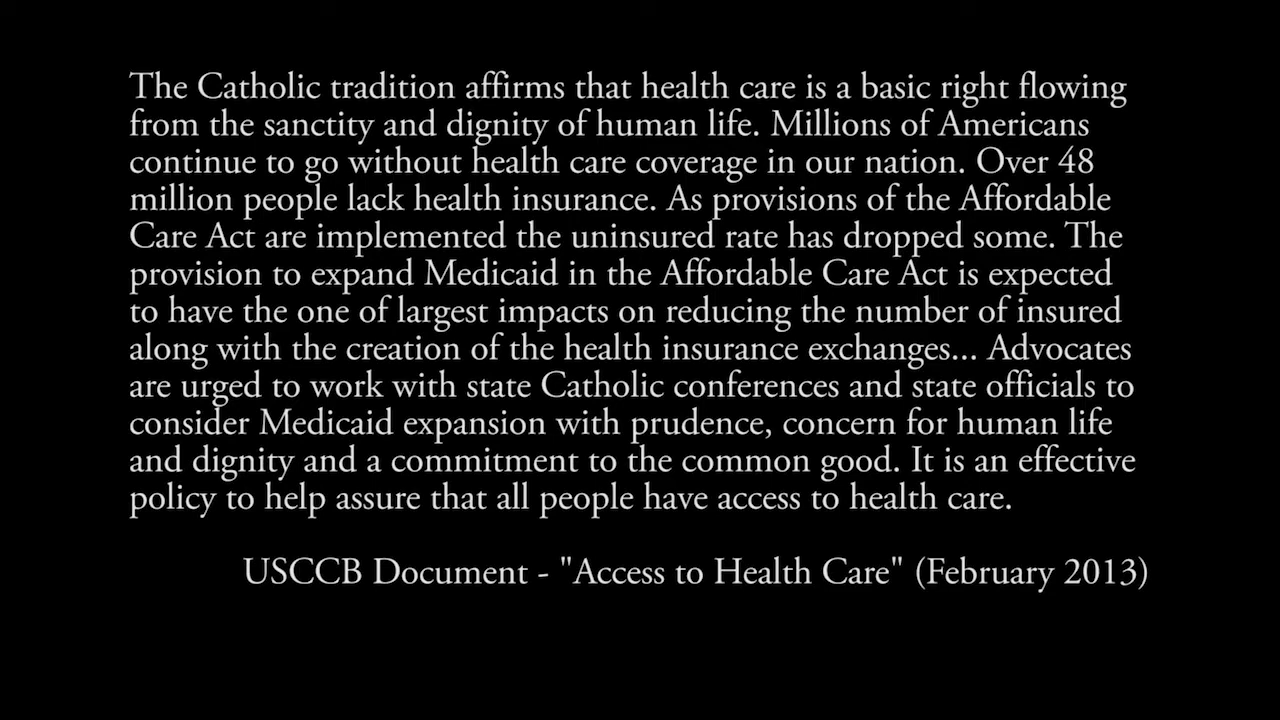 The Catholic tradition affirms that health care is a basic right flowing
from the sanctity and dignity of human life. Millions of Americans
continue to go without health care coverage in our nation. Over 48
million people lack health insurance. As provisions of the Affordable
Care Act are implemented the uninsured rate has dropped some. The
provision to expand Medicaid in the Affordable Care Act is expected
to have the one of largest impacts on reducing the number of insured
along with the creation of the health insurance exchanges... Advocates
are urged to work with state Catholic conferences and state officials to
consider Medicaid expansion with prudence, concern for human life
and dignity and a commitment to the common good. It is an effective
policy to help assure that all people have access to health care.
USCCB Document - "Access to Health Care" (February 2013)